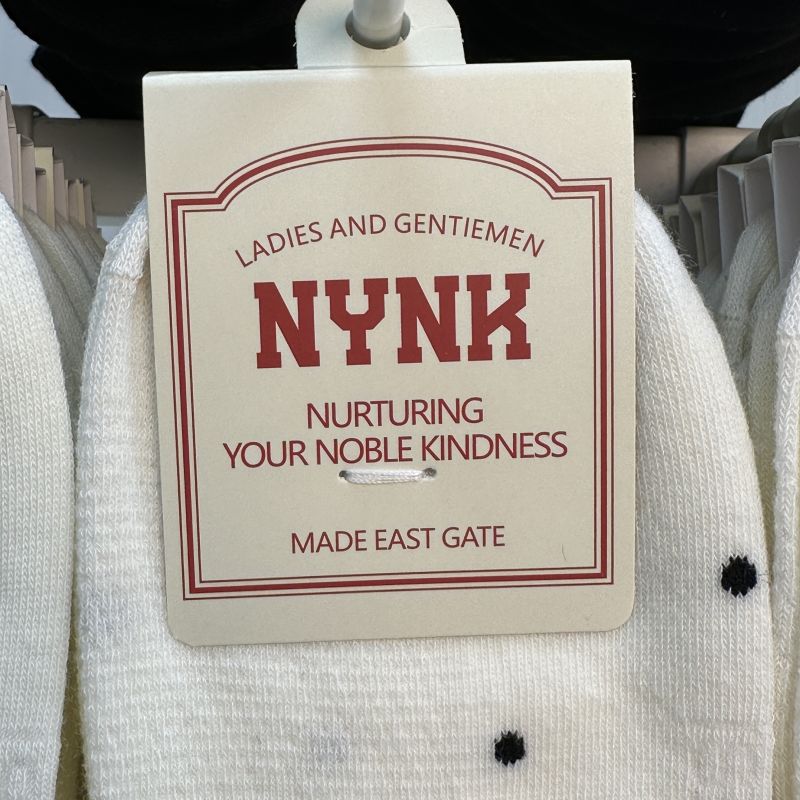 LADIES AND GENTIEMEN
NYNK
NURTURING
YOUR NOBLE KINDNESS
MADE EAST GATE